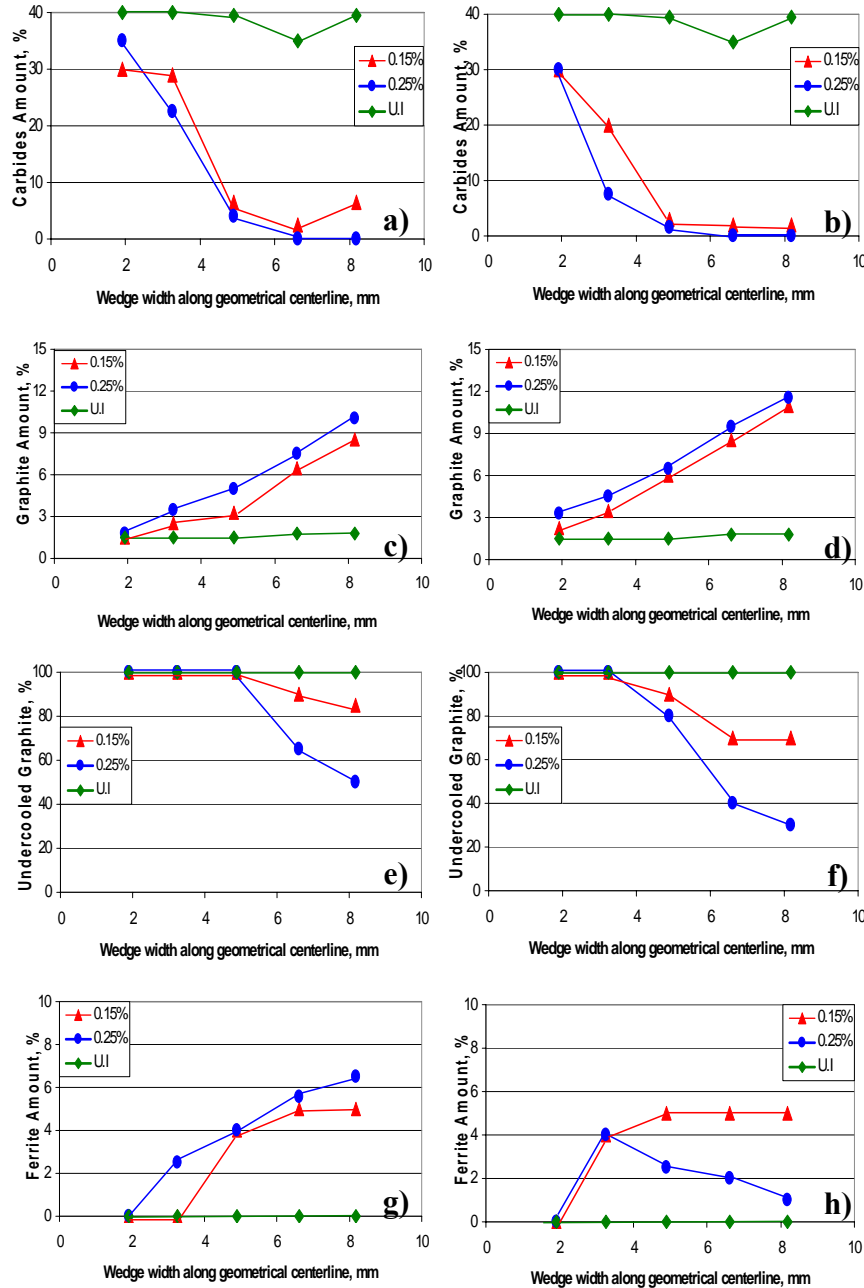 40
30
20
10
0
Carbides Amount, %
0.15%
0.25%
U.I
a)
0 2 4 6 8 10
Wedge width along geometrical centerline, mm
40
30
20
10
0
Carbides Amount, %
0.15%
0.25%
U.I
b)
0 2 4 6 8 10
Wedge width along geometrical centerline, mm
15
12
9
6
3
0
Graphite Amount, %
0.15%
0.25%
U.I
c)
0 2 4 6 8 10
Wedge width along geometrical centerline, mm
15
12
9
6
3
0
Graphite Amount, %
0.15%
0.25%
U.I
d)
0 2 4 6 8 10
Wedge width along geometrical centerline, mm
100
80
60
40
20
0
Undercooled Graphite, %
0.15%
0.25%
U.I
e)
0 2 4 6 8 10
Wedge width along geometrical centerline, mm
100
80
60
40
20
0
Undercooled Graphite, %
0.15%
0.25%
U.I
f)
0 2 4 6 8 10
Wedge width along geometrical centerline, mm
10
8
6
4
2
0
Ferrite Amount, %
0.15%
0.25%
U.I
g)
0 2 4 6 8 10
Wedge width along geometrical centerline, mm
10
8
6
4
2
0
Ferrite Amount, %
0.15%
0.25%
U.I
h)
0 2 4 6 8 10
Wedge width along geometrical centerline, mm